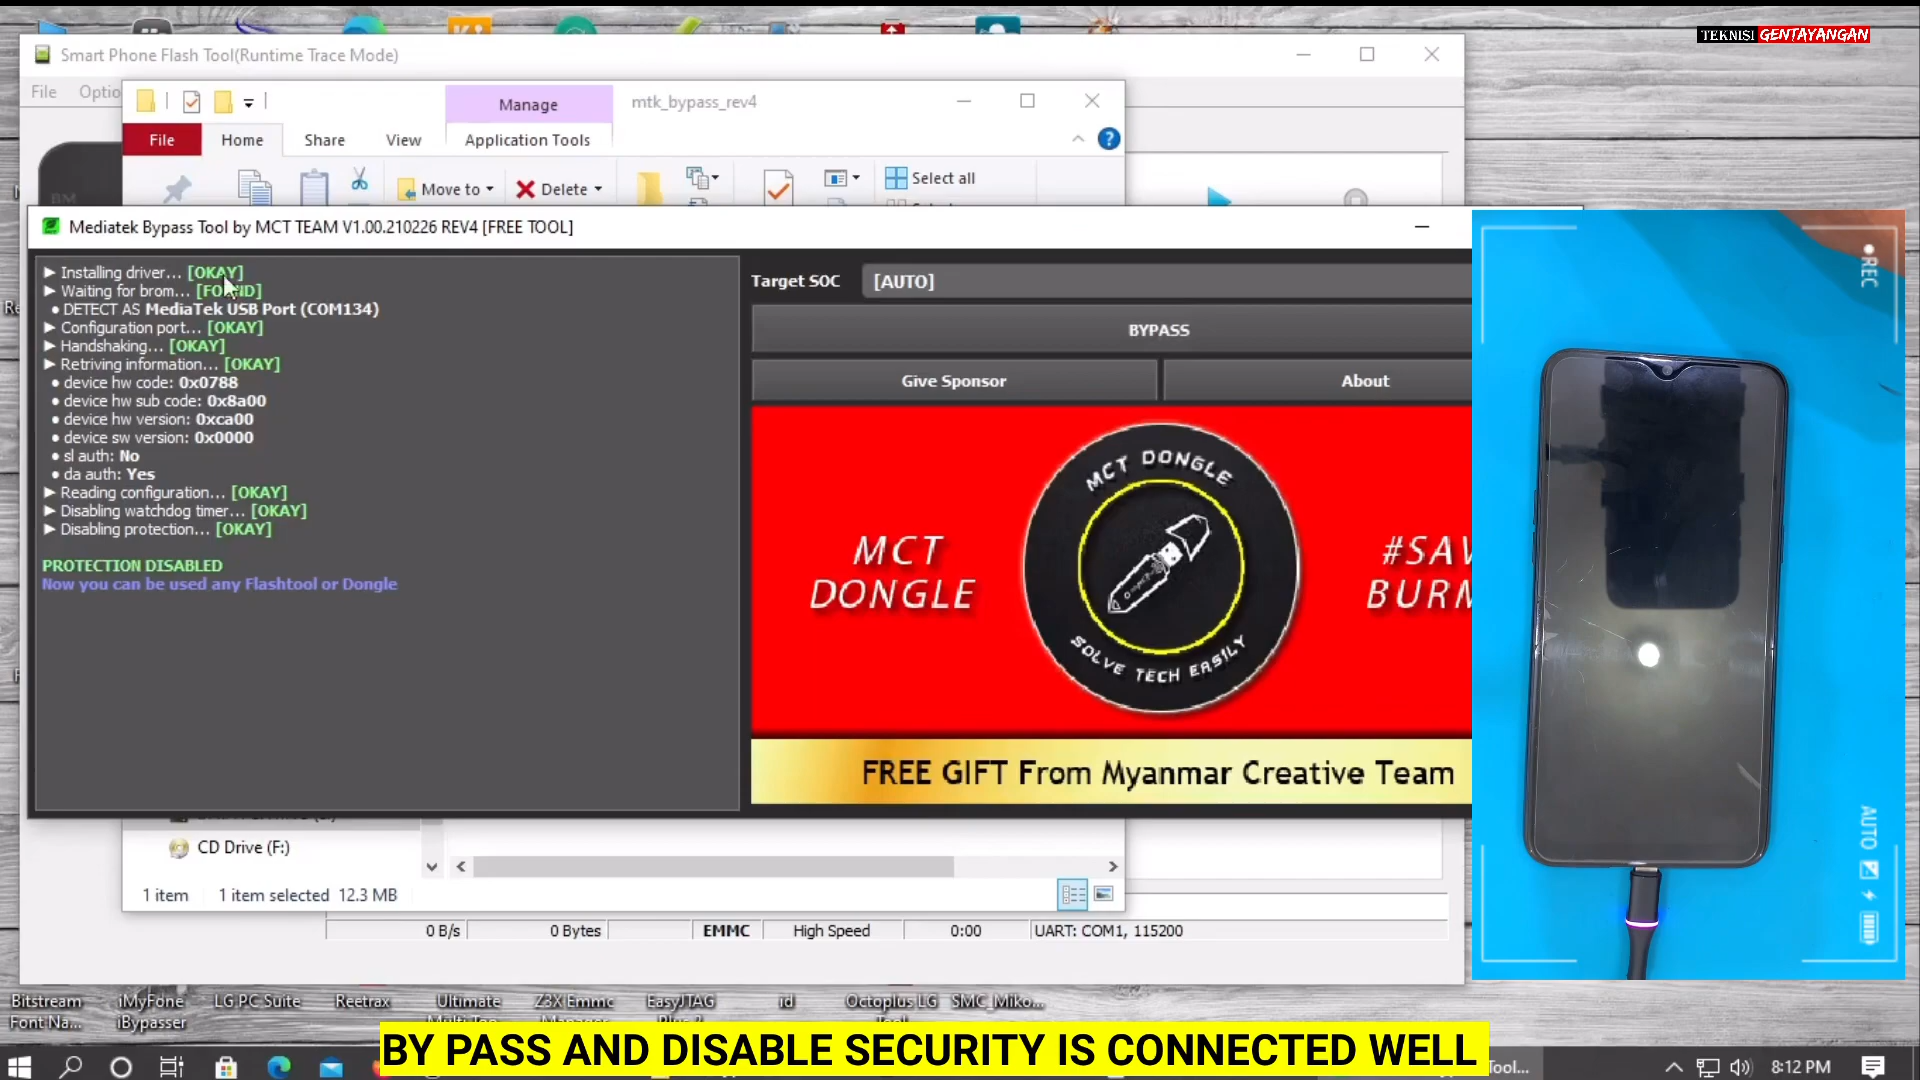 TEKNISI GENTAYANGAN
Smart Phone Flash Tool(Runtime Trace Mode)
File
Optio
Manage
mtk_bypass_rev4
File
Home
Share
View
Application Tools
Move to
Delete
Select all
Mediatek Bypass Tool by MCT TEAM V1.00.210226 REV4 [FREE TOOL]
► Installing driver... [OKAY]
► Waiting for brom... [FOUND]
• DETECT AS MediaTek USB Port (COM134)
► Configuration port... [OKAY]
► Handshaking... [OKAY]
► Retriving information... [OKAY]
• device hw code: 0x0788
• device hw sub code: 0x8a00
• device hw version: 0xca00
• device sw version: 0x0000
• sl auth: No
• da auth: Yes
► Reading configuration... [OKAY]
► Disabling watchdog timer... [OKAY]
► Disabling protection... [OKAY]
PROTECTION DISABLED
Now you can be used any Flashtool or Dongle
Target SOC
[AUTO]
BYPASS
Give Sponsor
About
MCT DONGLE
SOLVE TECH EASILY
MCT
DONGLE
#SAV
BURM
FREE GIFT From Myanmar Creative Team
REC
AUTO
CD Drive (F:)
1 item
1 item selected 12.3 MB
0 B/s
0 Bytes
EMMC
High Speed
0:00
UART: COM1, 115200
Bitstream
Font Na...
iMyFone
iBypasser
LG PC Suite
Reetrax
Ultimate
Z3X Emmc
EasyJTAG
id
Octoplus LG
SMC_Miko...
BY PASS AND DISABLE SECURITY IS CONNECTED WELL
Tool...
8:12 PM